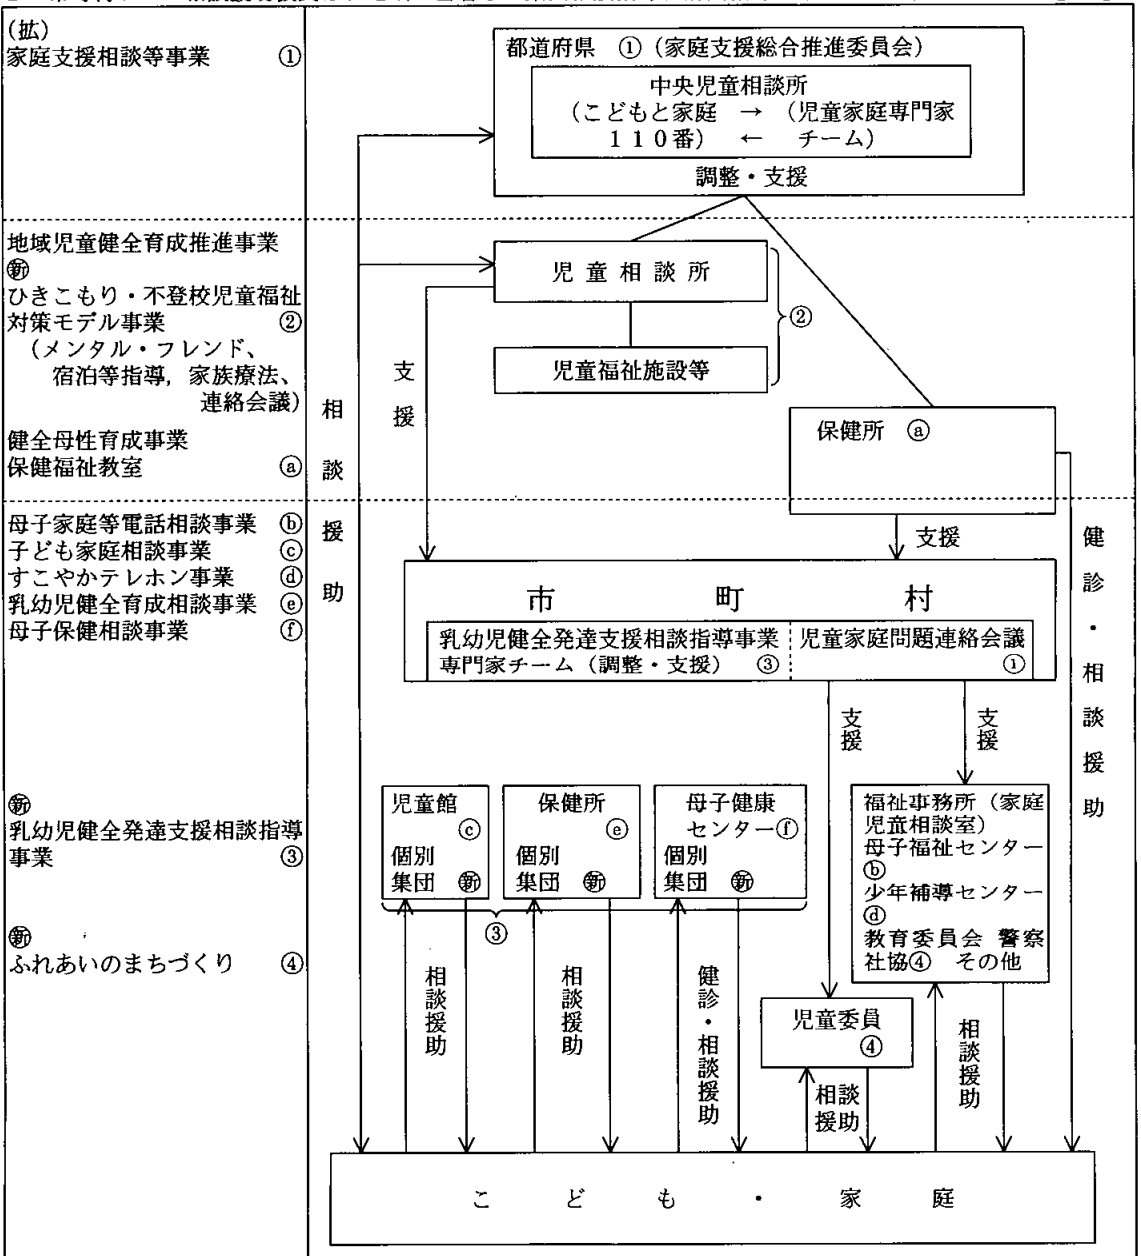 (拡)
家庭支援相談等事業 ①
地域児童健全育成推進事業
㊟新
ひきこもり・不登校児童福祉
対策モデル事業 ②
(メンタル・フレンド、
宿泊等指導, 家族療法、
連絡会議)
健全母性育成事業
保健福祉教室 ⓐ
母子家庭等電話相談事業 ⓑ
子ども家庭相談事業 ⓒ
すこやかテレホン事業 ⓓ
乳幼児健全育成相談事業 ⓔ
母子保健相談事業 ⓕ
新
乳幼児健全発達支援相談指導
事業 ③
新
ふれあいのまちづくり ④
都道府県 ① (家庭支援総合推進委員会)
中央児童相談所
(こどもと家庭 → (児童家庭専門家
110番) ← チーム)
調整・支援
児童相談所
②
児童福祉施設等
支援
相談援助
保健所 ⓐ
支援
健診・相談援助
市町村
乳幼児健全発達支援相談指導事業
専門家チーム (調整・支援) ③
児童家庭問題連絡会議
①
支援
支援
児童館
ⓒ
個別
集団 新
保健所
ⓔ
個別
集団 新
母子健康
センターⓕ
個別
集団 新
③
福祉事務所 (家庭
児童相談室)
母子福祉センター
ⓑ
少年補導センター
ⓓ
教育委員会 警察
社協④ その他
児童委員
④
相談援助
相談援助
健診・相談援助
相談
援助
相談援助
こども・家庭